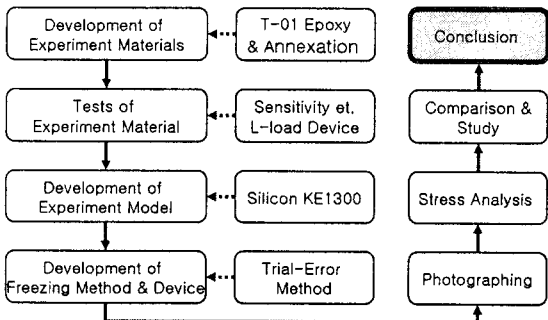 Development of
Experiment Materials
T-01 Epoxy
& Annexation
Conclusion
Tests of
Experiment Material
Sensitivity et.
L-load Device
Comparison &
Study
Development of
Experiment Model
Silicon KE1300
Stress Analysis
Development of
Freezing Method & Device
Trial-Error
Method
Photographing